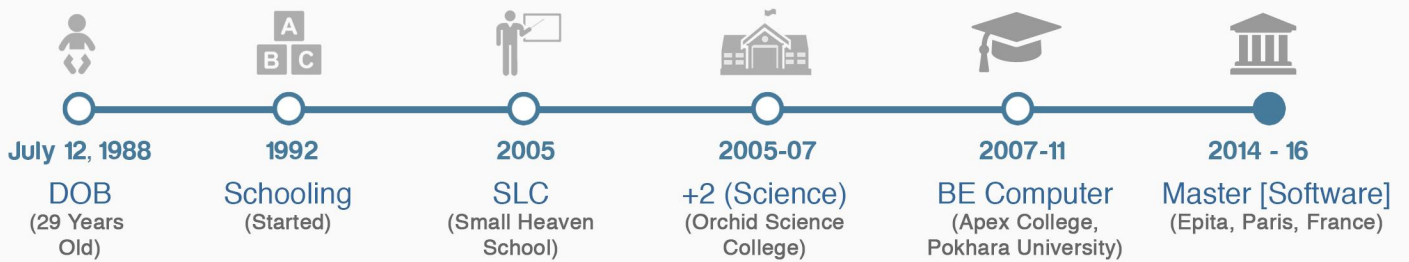 A
B C
July 12, 1988
DOB
(29 Years
Old)
1992
Schooling
(Started)
2005
SLC
(Small Heaven
School)
2005-07
+2 (Science)
(Orchid Science
College)
2007-11
BE Computer
(Apex College,
Pokhara University)
2014 - 16
Master [Software]
(Epita, Paris, France)